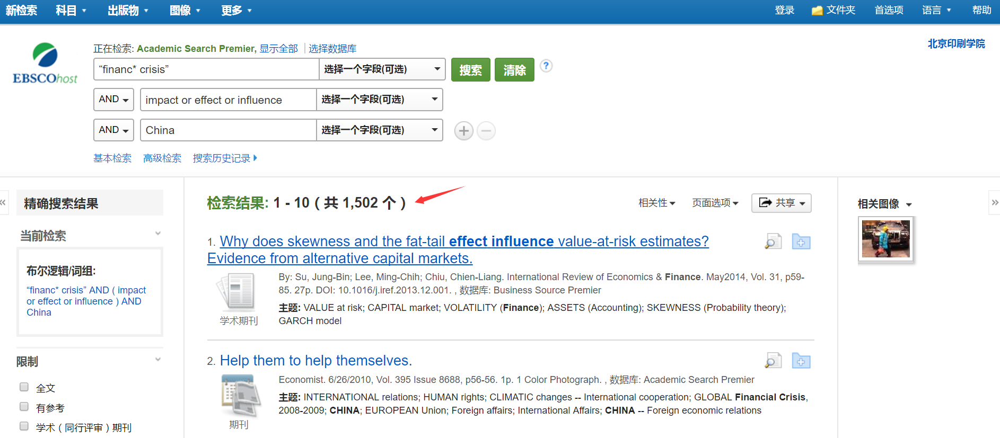 新检索 科目 出版物 图像 更多 登录 文件夹 首选项 语言 帮助
北京印刷学院
EBSCOhost
正在检索: Academic Search Premier, 显示全部 选择数据库
“financ* crisis” 选择一个字段(可选) 搜索 清除 ?
AND impact or effect or influence 选择一个字段(可选)
AND China 选择一个字段(可选)
基本检索 高级检索 搜索历史记录
精确搜索结果
当前检索
布尔逻辑/词组:
“financ* crisis” AND ( impact
or effect or influence ) AND
China
限制
全文
有参考
学术（同行评审）期刊
检索结果: 1 - 10（共 1,502 个）
相关性 页面选项 共享
1. Why does skewness and the fat-tail effect influence value-at-risk estimates?
Evidence from alternative capital markets.
By: Su, Jung-Bin; Lee, Ming-Chih; Chiu, Chien-Liang. International Review of Economics & Finance. May2014, Vol. 31, p59-
85. 27p. DOI: 10.1016/j.iref.2013.12.001. , 数据库: Business Source Premier
主题: VALUE at risk; CAPITAL market; VOLATILITY (Finance); ASSETS (Accounting); SKEWNESS (Probability theory);
GARCH model
学术期刊
2. Help them to help themselves.
Economist. 6/26/2010, Vol. 395 Issue 8688, p56-56. 1p. 1 Color Photograph. , 数据库: Academic Search Premier
主题: INTERNATIONAL relations; HUMAN rights; CLIMATIC changes -- International cooperation; GLOBAL Financial Crisis,
2008-2009; CHINA; EUROPEAN Union; Foreign affairs; International Affairs; CHINA -- Foreign economic relations
期刊
相关图像